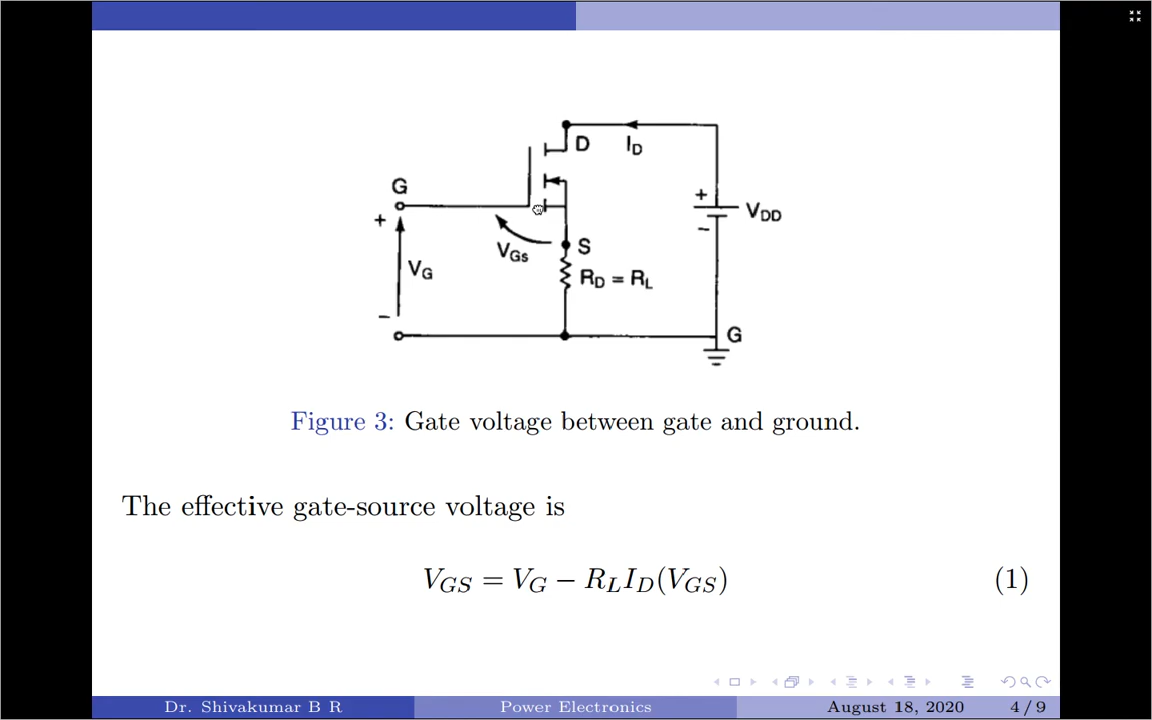 D
I_D
G
+
+
V_DD
−
V_Gs
S
V_G
R_D = R_L
−
G
Figure 3: Gate voltage between gate and ground.
The effective gate-source voltage is
V_GS = V_G − R_L I_D(V_GS) (1)
Dr. Shivakumar B R Power Electronics August 18, 2020 4 / 9